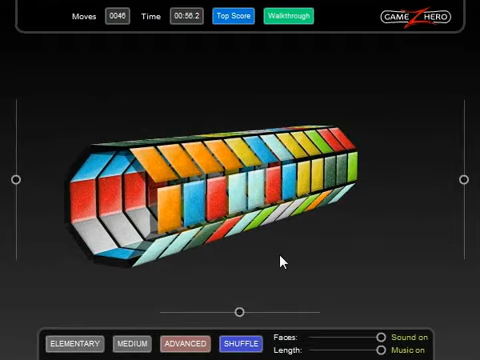 Moves 0046 Time 00:56.2 Top Score Walkthrough GAMEZHERO
ELEMENTARY MEDIUM ADVANCED SHUFFLE
Faces: Sound on
Length: Music on